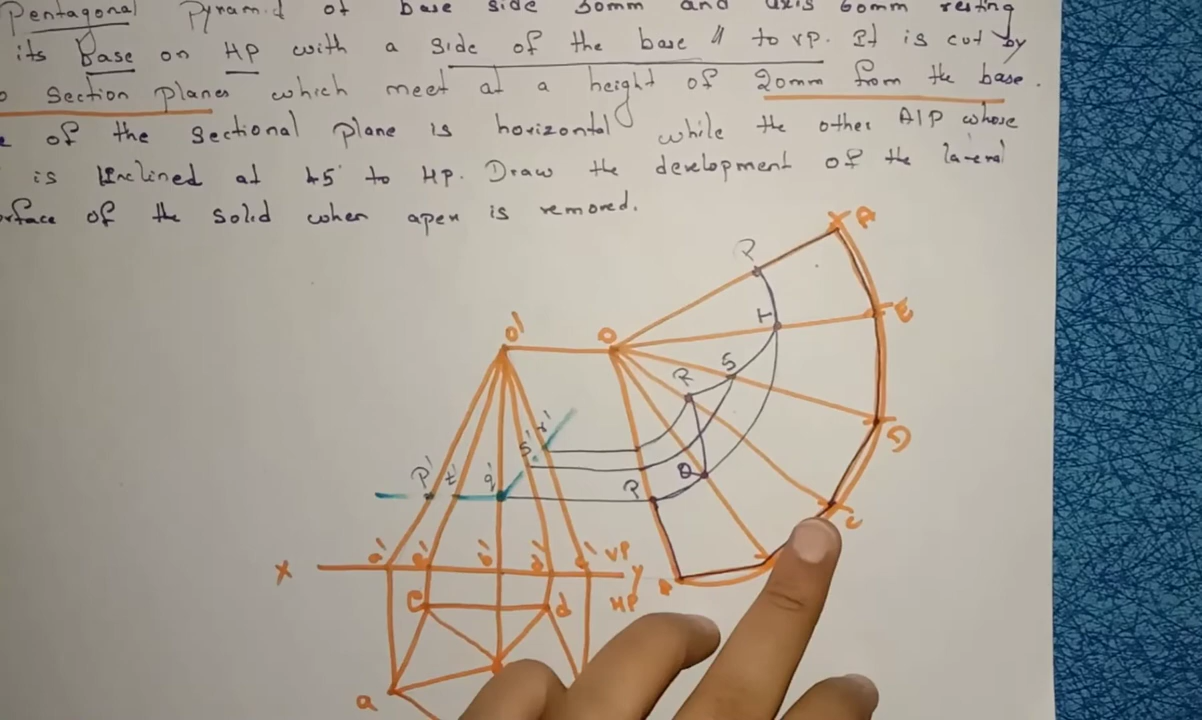 Pentagonal Pyramid of base side 30mm and axis 60mm resting
its Base on HP with a side of the base || to VP. It is cut by
Section planes which meet at a height of 20mm from the base.
of the sectional plane is horizontal while the other AIP whose
is Inclined at 45° to HP. Draw the development of the lateral
of the solid when apex is removed.
P A
T E
O' O
S
R
r'
s'
D
P' t' q' Q
P
C
a' e' b' d' c' VP
X Y
A
HP
e d
a